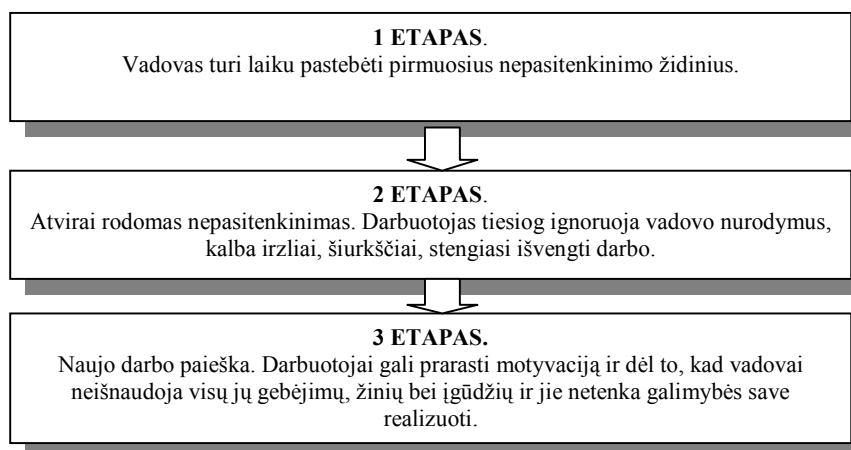 1 ETAPAS.
Vadovas turi laiku pastebėti pirmuosius nepasitenkinimo židinius.
2 ETAPAS.
Atvirai rodomas nepasitenkinimas. Darbuotojas tiesiog ignoruoja vadovo nurodymus,
kalba irzliai, šiurkščiai, stengiasi išvengti darbo.
3 ETAPAS.
Naujo darbo paieška. Darbuotojai gali prarasti motyvaciją ir dėl to, kad vadovai
neišnaudoja visų jų gebėjimų, žinių bei įgūdžių ir jie netenka galimybės save
realizuoti.